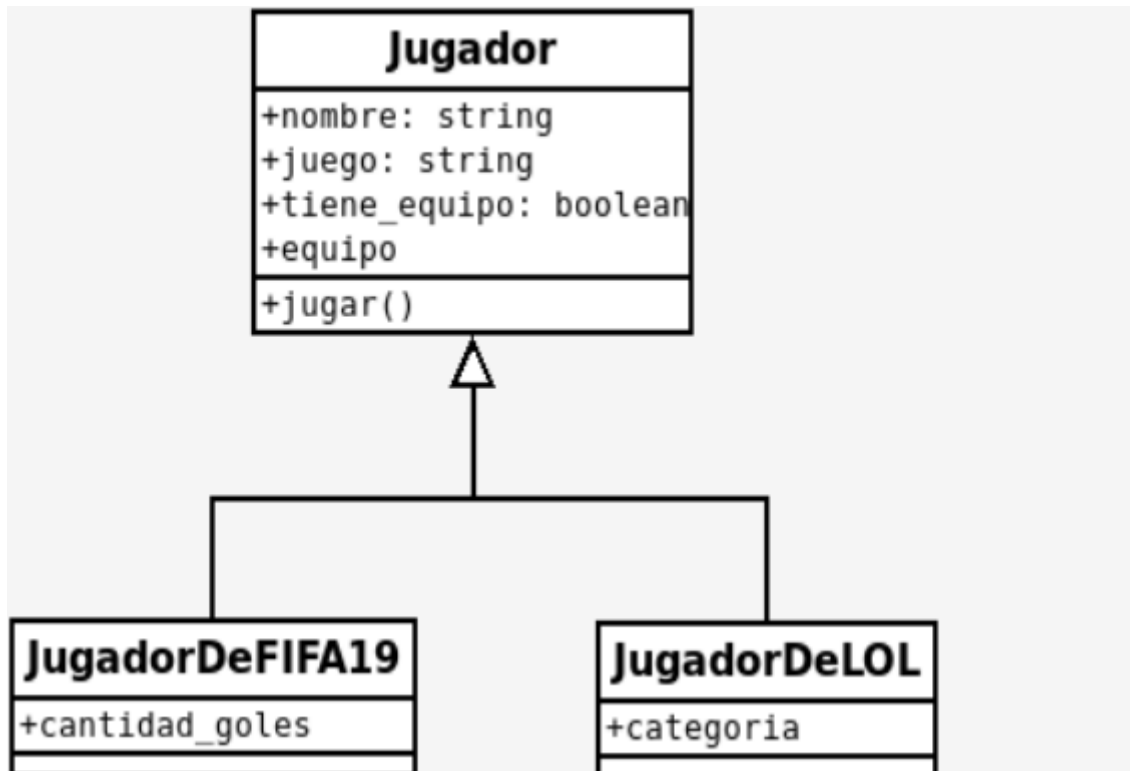 Jugador
+nombre: string
+juego: string
+tiene_equipo: boolean
+equipo
+jugar()
JugadorDeFIFA19
+cantidad_goles
JugadorDeLOL
+categoria